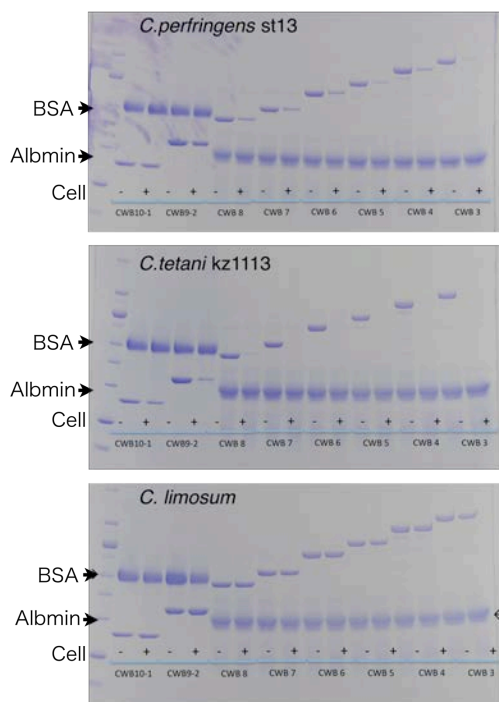 C.perfringens st13
BSA
Albmin
Cell - + - + - + - + - + - + - + - +
CWB10-1 CWB9-2 CWB 8 CWB 7 CWB 6 CWB 5 CWB 4 CWB 3
C.tetani kz1113
BSA
Albmin
Cell - + - + - + - + - + - + - + - +
CWB10-1 CWB9-2 CWB 8 CWB 7 CWB 6 CWB 5 CWB 4 CWB 3
C. limosum
BSA
Albmin
Cell - + - + - + - + - + - + - + - +
CWB10-1 CWB9-2 CWB 8 CWB 7 CWB 6 CWB 5 CWB 4 CWB 3